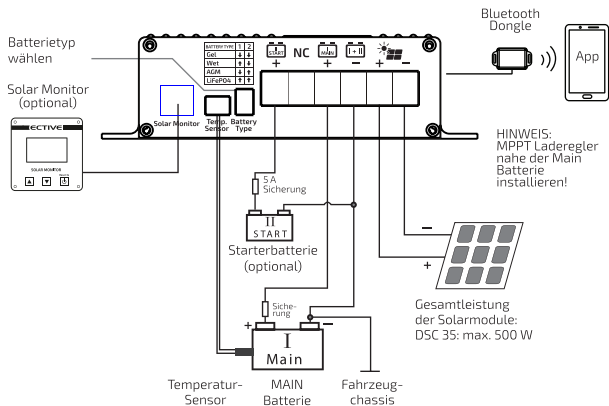 Bluetooth
Dongle
App
Batterietyp
wählen
BATTERY TYPE 1 2
Gel
Wet
AGM
LiFePO4
START
NC
I
MAIN
I + II
+ + − + −
Solar Monitor
(optional)
Solar Monitor
Temp.
Sensor
Battery
Type
ECTIVE
SOLAR MONITOR
HINWEIS:
MPPT Laderegler
nahe der Main
Batterie
installieren!
5 A
Sicherung
II
START
Starterbatterie
(optional)
−
+
Siche-
rung
+ −
I
Main
Gesamtleistung
der Solarmodule:
DSC 35: max. 500 W
Temperatur-
Sensor
MAIN
Batterie
Fahrzeug-
chassis